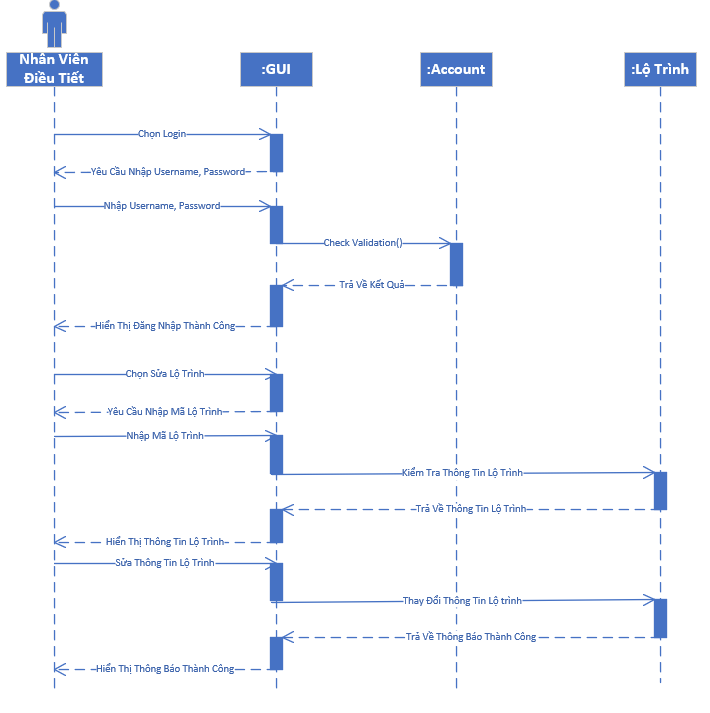 Nhân Viên
Điều Tiết
:GUI
:Account
:Lộ Trình
Chọn Login
Yêu Cầu Nhập Username, Password
Nhập Username, Password
Check Validation()
Trả Về Kết Quả
Hiển Thị Đăng Nhập Thành Công
Chọn Sửa Lộ Trình
Yêu Cầu Nhập Mã Lộ Trình
Nhập Mã Lộ Trình
Kiểm Tra Thông Tin Lộ Trình
Trả Về Thông Tin Lộ Trình
Hiển Thị Thông Tin Lộ Trình
Sửa Thông Tin Lộ Trình
Thay Đổi Thông Tin Lộ trình
Trả Về Thông Báo Thành Công
Hiển Thị Thông Báo Thành Công